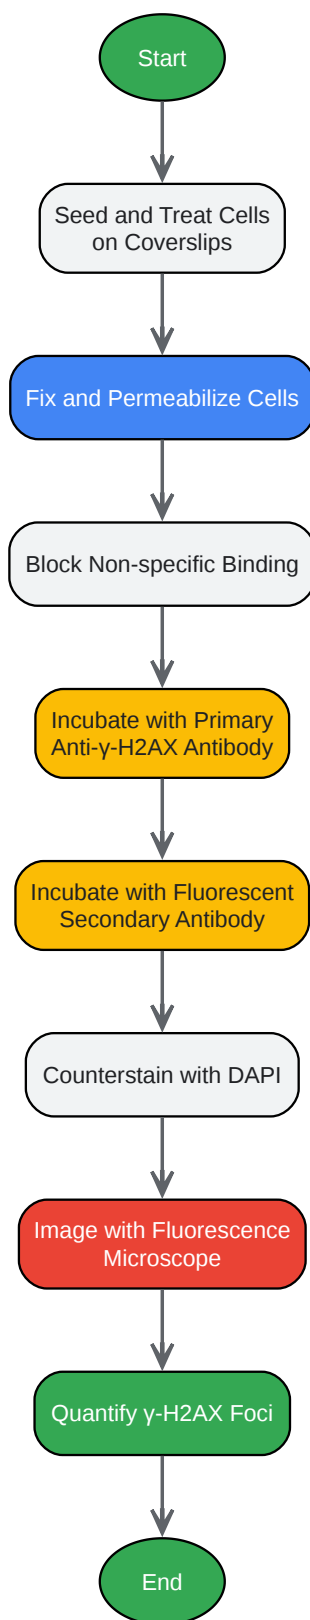 Start
Seed and Treat Cells
on Coverslips
Fix and Permeabilize Cells
Block Non-specific Binding
Incubate with Primary
Anti-γ-H2AX Antibody
Incubate with Fluorescent
Secondary Antibody
Counterstain with DAPI
Image with Fluorescence
Microscope
Quantify γ-H2AX Foci
End